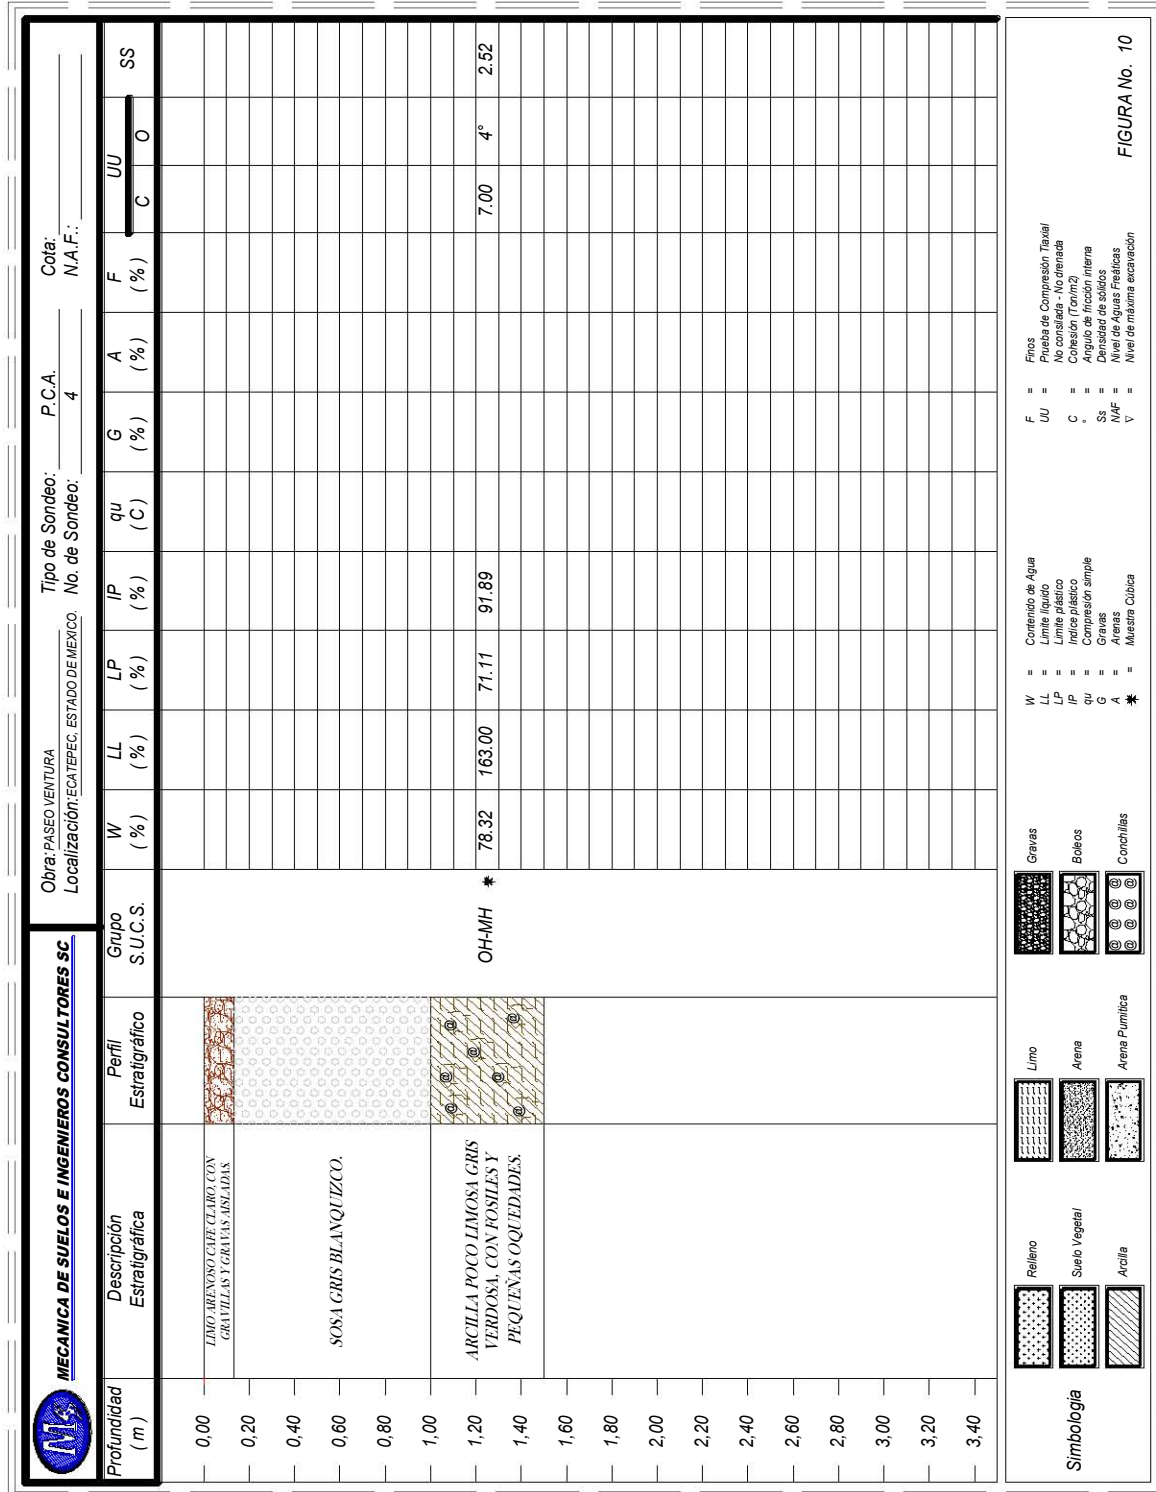 MECANICA DE SUELOS E INGENIEROS CONSULTORES SC
Obra: PASEO VENTURA
Localización: ECATEPEC, ESTADO DE MEXICO.
Tipo de Sondeo: P.C.A.
No. de Sondeo: 4
Cota:
N.A.F.:
Profundidad
( m )
Descripción
Estratigráfica
Perfil
Estratigráfico
Grupo
S.U.C.S.
W
( % )
LL
( % )
LP
( % )
IP
( % )
qu
( C )
G
( % )
A
( % )
F
( % )
UU
C O
SS
0,00
0,20
0,40
0,60
0,80
1,00
1,20
1,40
1,60
1,80
2,00
2,20
2,40
2,60
2,80
3,00
3,20
3,40
LIMO ARENOSO CAFE CLARO, CON
GRAVILLAS Y GRAVAS AISLADAS.
SOSA GRIS BLANQUIZCO.
ARCILLA POCO LIMOSA GRIS
VERDOSA, CON FOSILES Y
PEQUEÑAS OQUEDADES.
@ @ @ @ @ @ @
OH-MH * 78.32 163.00 71.11 91.89 7.00 4° 2.52
Simbología
Relleno
Suelo Vegetal
Arcilla
Limo
Arena
Arena Pumitica
Gravas
Boleos
@ @ @ @
@ @ @ @
Conchillas
W = Contenido de Agua
LL = Limite líquido
LP = Limite plástico
IP = Indice plástico
qu = Compresión simple
G = Gravas
A = Arenas
* = Muestra Cúbica
F = Finos
UU = Prueba de Compresión Tiaxial
No consilada - No drenada
C = Cohesión (Ton/m2)
° = Angulo de fricción interna
Ss = Densidad de sólidos
NAF = Nivel de Aguas Freáticas
▽ = Nivel de máxima excavación
FIGURA No. 10